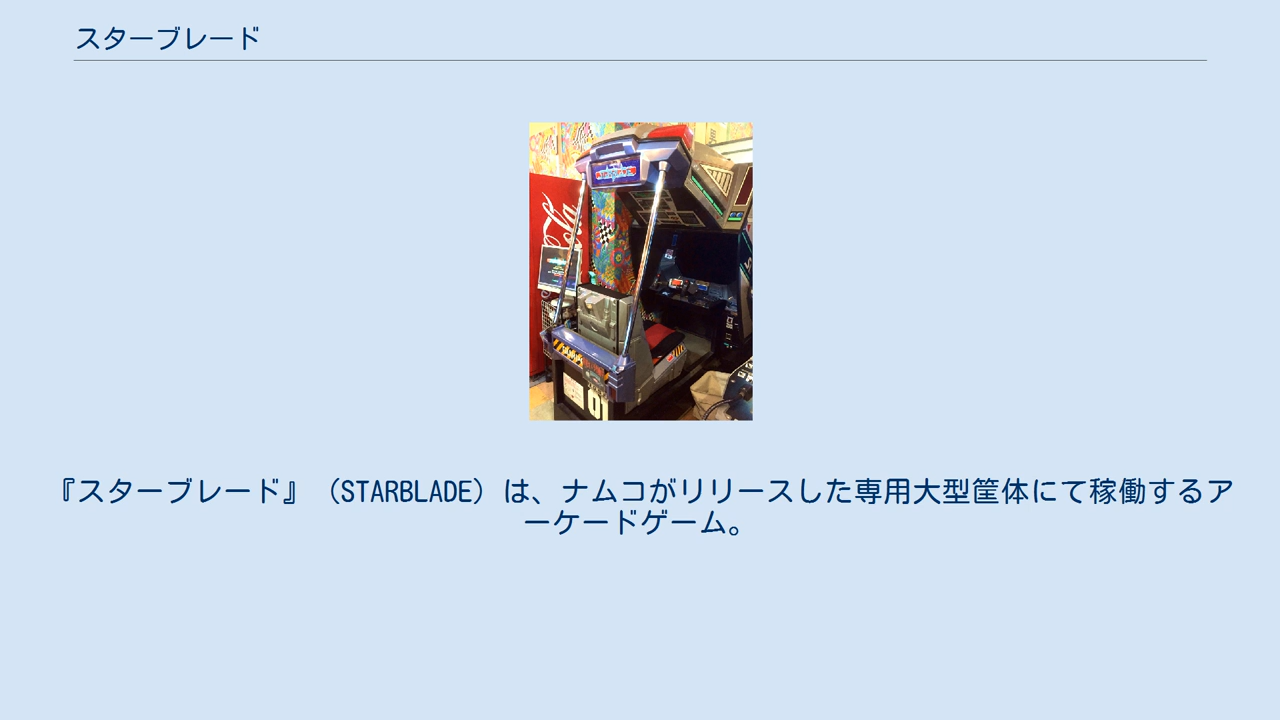 スターブレード
Cola
01
『スターブレード』（STARBLADE）は、ナムコがリリースした専用大型筐体にて稼働するア
ーケードゲーム。